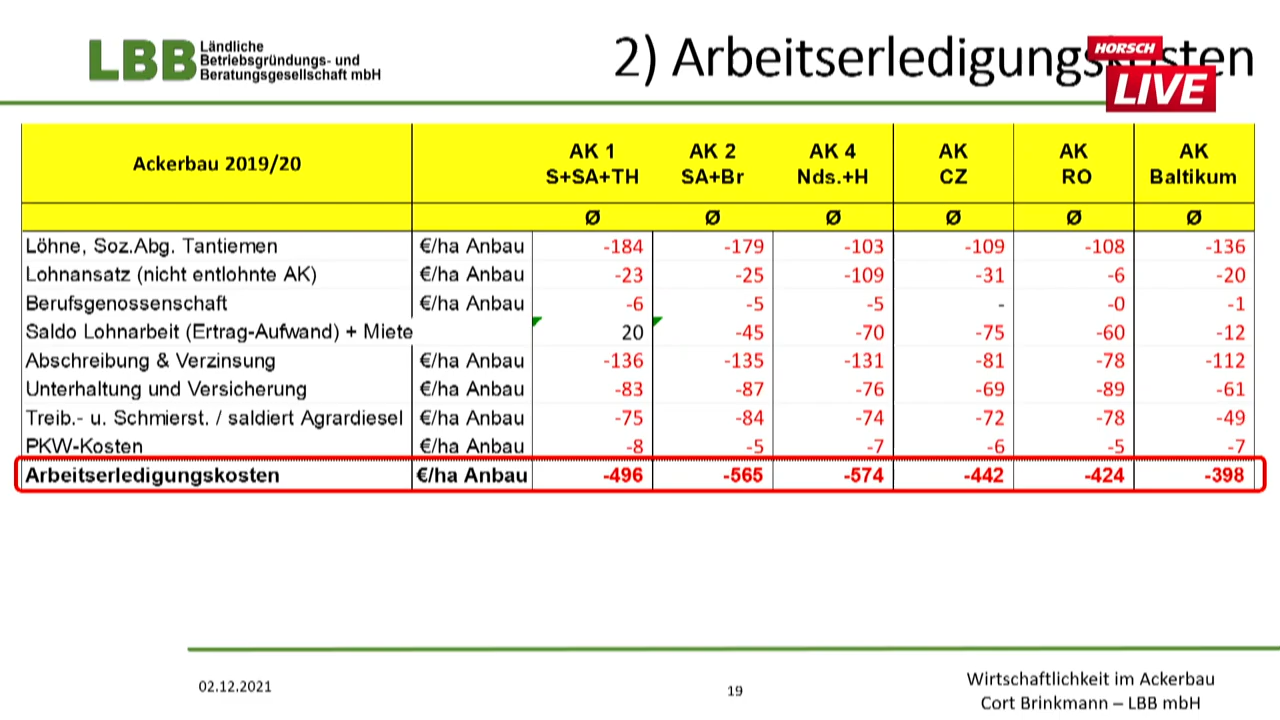 LBB Ländliche
Betriebsgründungs- und
Beratungsgesellschaft mbH
2) Arbeitserledigungskosten
HORSCH
LIVE
Ackerbau 2019/20 AK 1 AK 2 AK 4 AK AK AK
S+SA+TH SA+Br Nds.+H CZ RO Baltikum
Ø Ø Ø Ø Ø Ø
Löhne, Soz.Abg. Tantiemen €/ha Anbau -184 -179 -103 -109 -108 -136
Lohnansatz (nicht entlohnte AK) €/ha Anbau -23 -25 -109 -31 -6 -20
Berufsgenossenschaft €/ha Anbau -6 -5 -5 - -0 -1
Saldo Lohnarbeit (Ertrag-Aufwand) + Miete 20 -45 -70 -75 -60 -12
Abschreibung & Verzinsung €/ha Anbau -136 -135 -131 -81 -78 -112
Unterhaltung und Versicherung €/ha Anbau -83 -87 -76 -69 -89 -61
Treib.- u. Schmierst. / saldiert Agrardiesel €/ha Anbau -75 -84 -74 -72 -78 -49
PKW-Kosten €/ha Anbau -8 -5 -7 -6 -5 -7
Arbeitserledigungskosten €/ha Anbau -496 -565 -574 -442 -424 -398
02.12.2021
19
Wirtschaftlichkeit im Ackerbau
Cort Brinkmann – LBB mbH